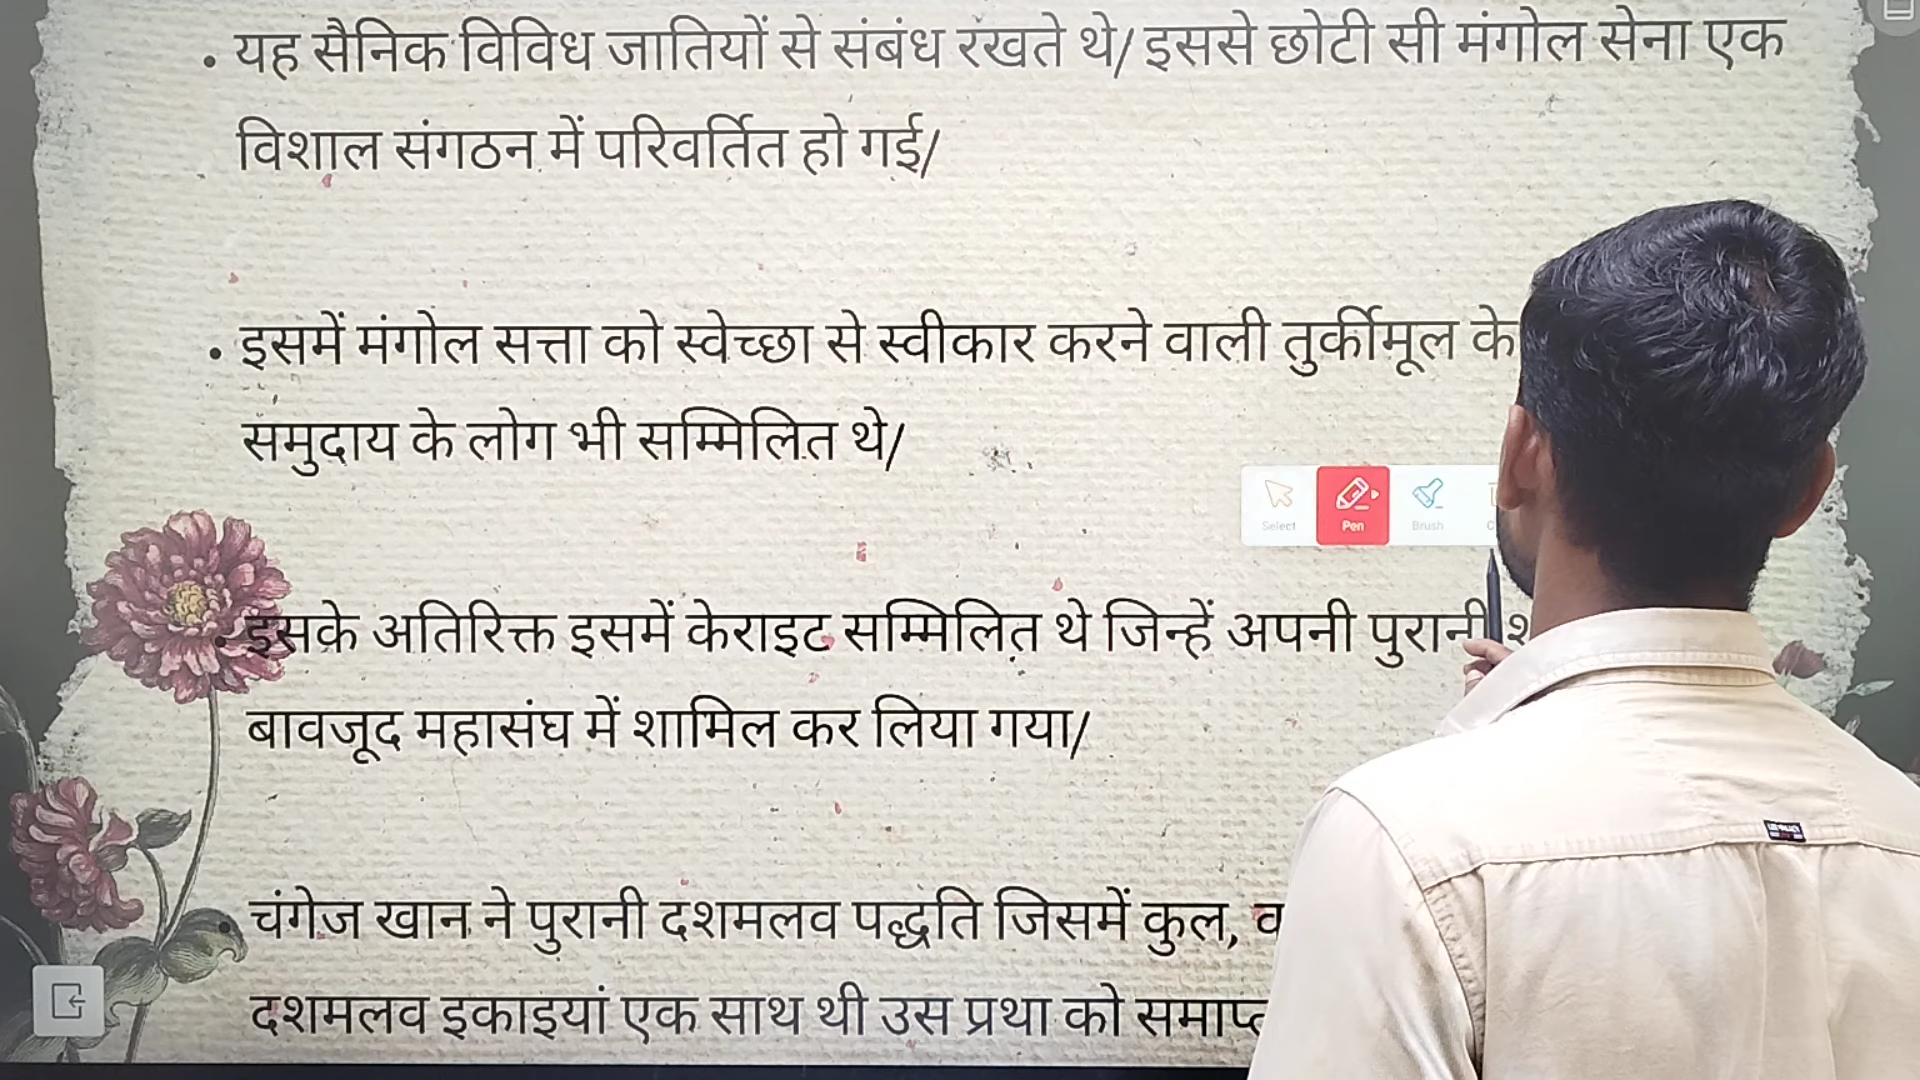 • यह सैनिक विविध जातियों से संबंध रखते थे/ इससे छोटी सी मंगोल सेना एक
विशाल संगठन में परिवर्तित हो गई/
• इसमें मंगोल सत्ता को स्वेच्छा से स्वीकार करने वाली तुर्कीमूल के
समुदाय के लोग भी सम्मिलित थे/
Select Pen Brush
• इसके अतिरिक्त इसमें केराइट सम्मिलित थे जिन्हें अपनी पुरानी
बावजूद महासंघ में शामिल कर लिया गया/
चंगेज खान ने पुरानी दशमलव पद्धति जिसमें कुल,
दशमलव इकाइयां एक साथ थी उस प्रथा को